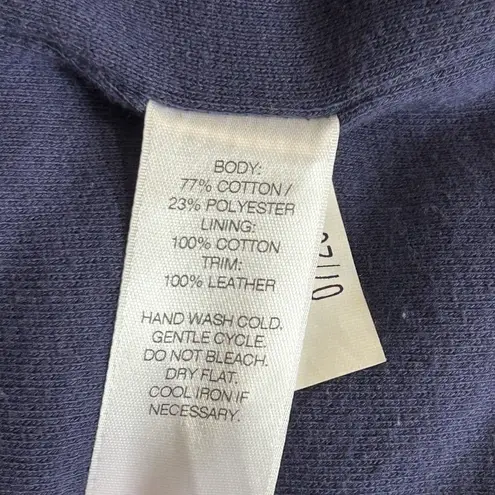 BODY:
77% COTTON /
23% POLYESTER
LINING:
100% COTTON
TRIM:
100% LEATHER
HAND WASH COLD.
GENTLE CYCLE.
DO NOT BLEACH.
DRY FLAT.
COOL IRON IF
NECESSARY.